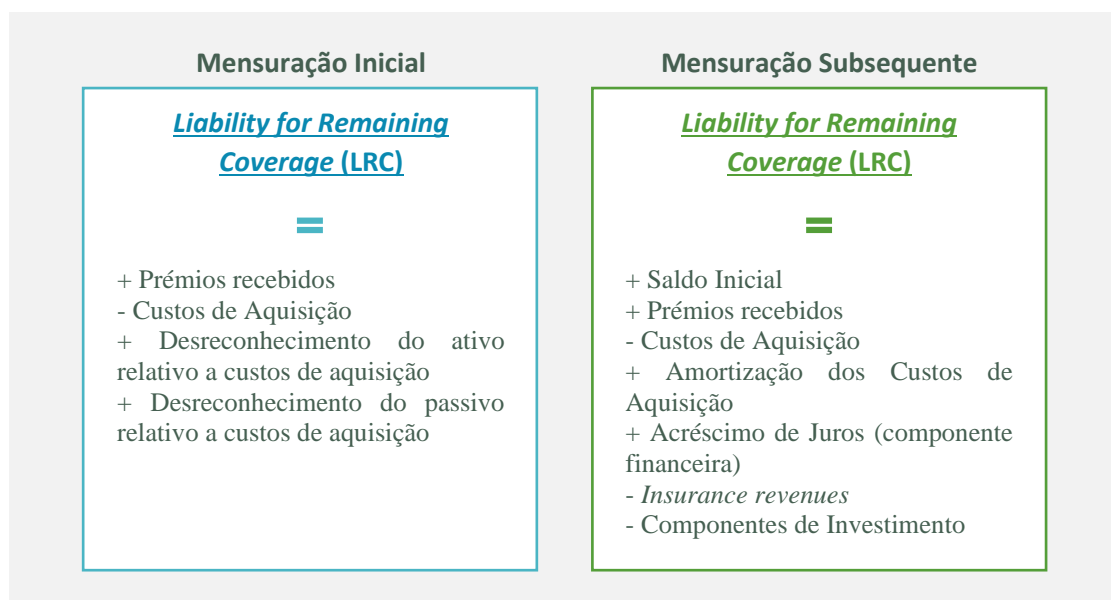 Mensuração Inicial
Liability for Remaining
Coverage (LRC)
=
+ Prémios recebidos
- Custos de Aquisição
+ Desreconhecimento do ativo
relativo a custos de aquisição
+ Desreconhecimento do passivo
relativo a custos de aquisição
Mensuração Subsequente
Liability for Remaining
Coverage (LRC)
=
+ Saldo Inicial
+ Prémios recebidos
- Custos de Aquisição
+ Amortização dos Custos de
Aquisição
+ Acréscimo de Juros (componente
financeira)
- Insurance revenues
- Componentes de Investimento